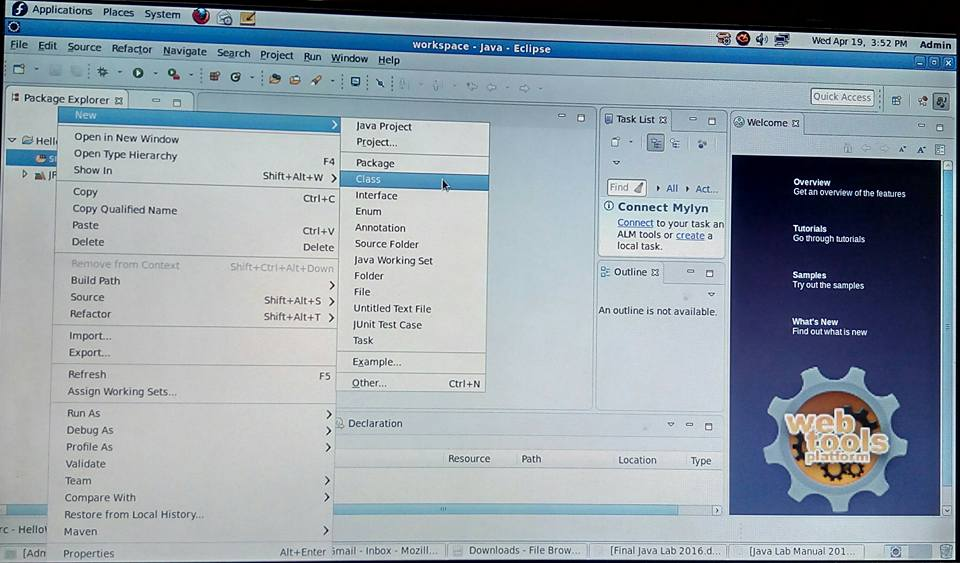 Applications Places System
Wed Apr 19, 3:52 PM Admin
workspace - Java - Eclipse
File Edit Source Refactor Navigate Search Project Run Window Help
Quick Access
Package Explorer
New
Open in New Window
Open Type Hierarchy F4
Show In Shift+Alt+W
Copy Ctrl+C
Copy Qualified Name
Paste Ctrl+V
Delete Delete
Remove from Context Shift+Ctrl+Alt+Down
Build Path
Source Shift+Alt+S
Refactor Shift+Alt+T
Import...
Export...
Refresh F5
Assign Working Sets...
Run As
Debug As
Profile As
Validate
Team
Compare With
Restore from Local History...
Maven
Properties Alt+Enter
Java Project
Project...
Package
Class
Interface
Enum
Annotation
Source Folder
Java Working Set
Folder
File
Untitled Text File
JUnit Test Case
Task
Example...
Other... Ctrl+N
Task List
Find All Act...
Connect Mylyn
Connect to your task an
ALM tools or create a
local task.
Outline
An outline is not available.
Welcome
Overview
Get an overview of the features
Tutorials
Go through tutorials
Samples
Try out the samples
What's New
Find out what is new
web
tools
platform
Declaration
Resource Path Location Type
rc - Hello
[Adn
Gmail - Inbox - Mozill...
Downloads - File Brow...
[Final Java Lab 2016.d...
[Java Lab Manual 201...